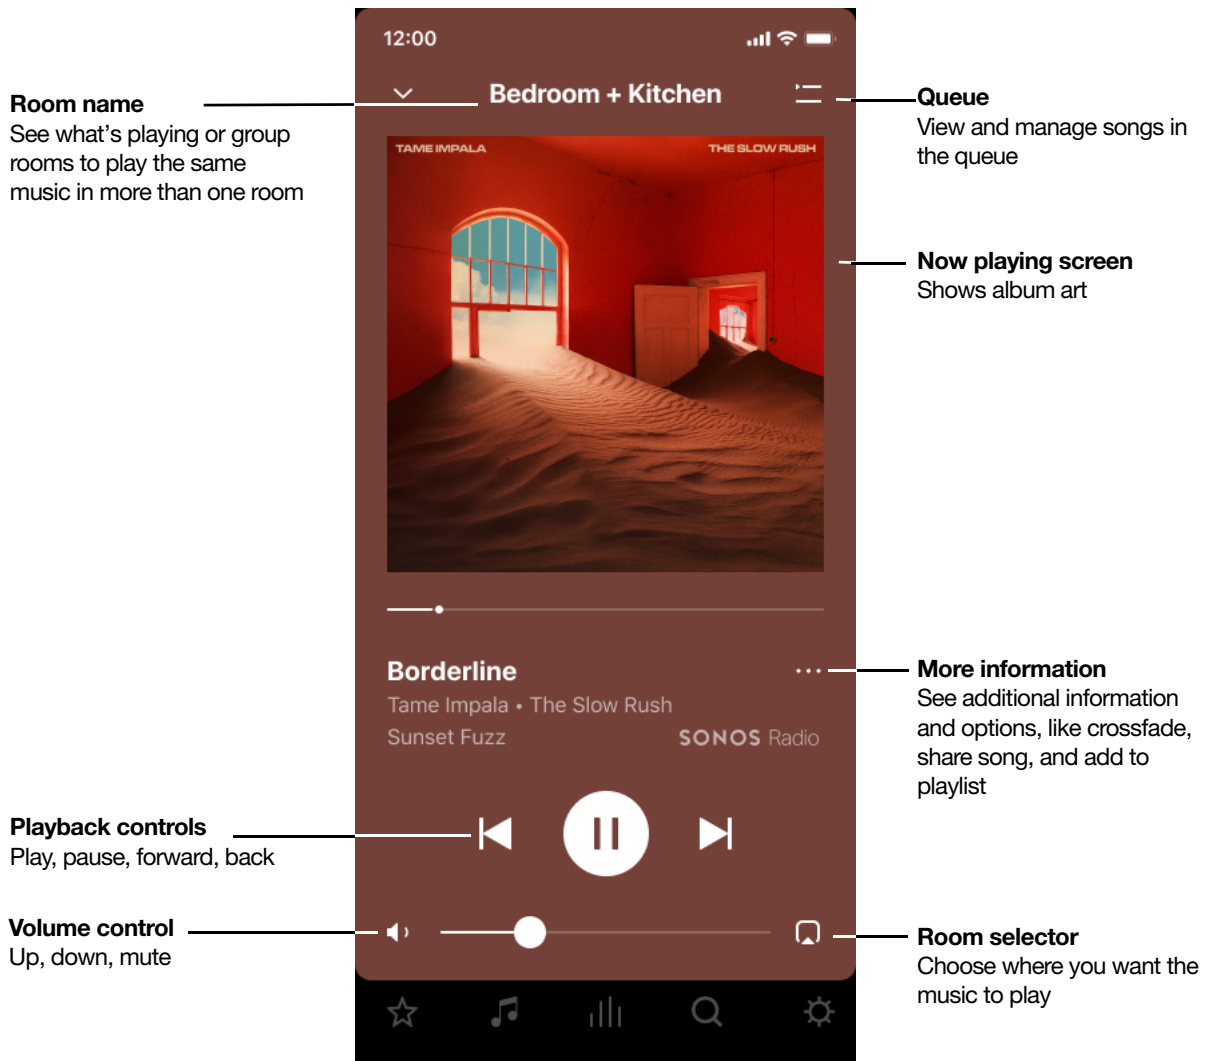 12:00
Bedroom + Kitchen
Room name
See what's playing or group
rooms to play the same
music in more than one room
Queue
View and manage songs in
the queue
TAME IMPALA
THE SLOW RUSH
Now playing screen
Shows album art
Borderline
Tame Impala • The Slow Rush
Sunset Fuzz
SONOS Radio
More information
See additional information
and options, like crossfade,
share song, and add to
playlist
Playback controls
Play, pause, forward, back
Volume control
Up, down, mute
Room selector
Choose where you want the
music to play